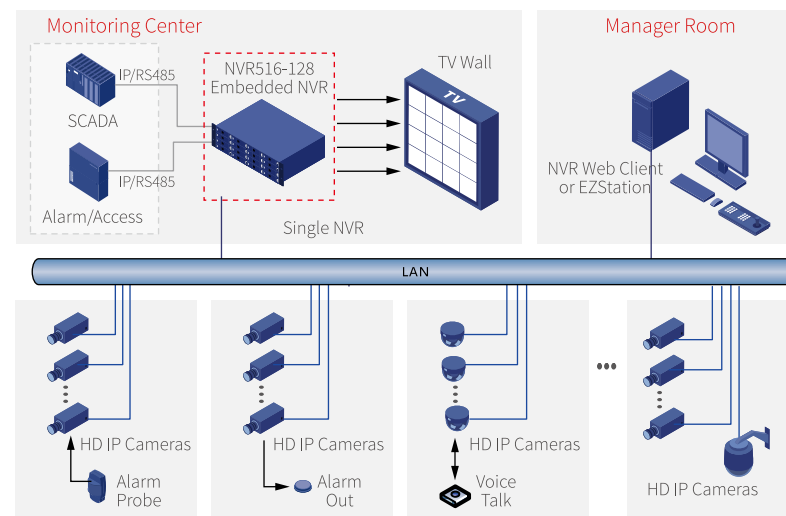 Monitoring Center
Manager Room
NVR516-128
Embedded NVR
TV Wall
IP/RS485
SCADA
TV
IP/RS485
Alarm/Access
Single NVR
NVR Web Client
or EZStation
LAN
HD IP Cameras
Alarm
Probe
HD IP Cameras
Alarm
Out
HD IP Cameras
Voice
Talk
HD IP Cameras